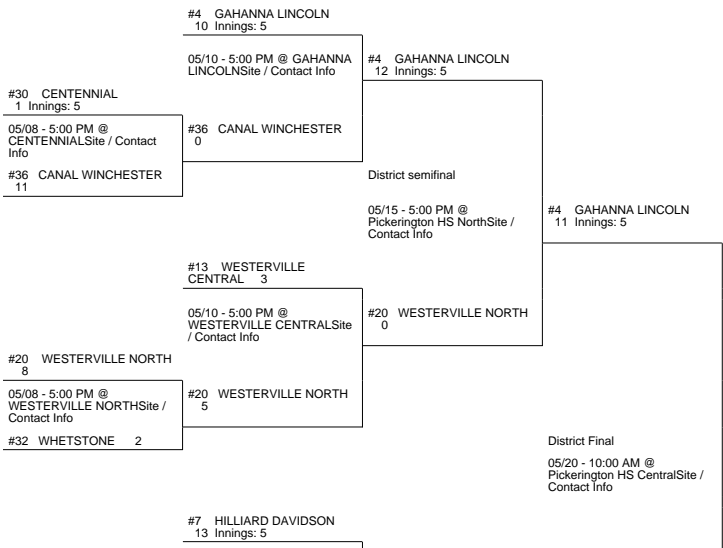 #4 GAHANNA LINCOLN
10 Innings: 5
05/10 - 5:00 PM @ GAHANNA
LINCOLNSite / Contact Info
#4 GAHANNA LINCOLN
12 Innings: 5
#30 CENTENNIAL
1 Innings: 5
05/08 - 5:00 PM @
CENTENNIALSite / Contact
Info
#36 CANAL WINCHESTER
0
#36 CANAL WINCHESTER
11
District semifinal
05/15 - 5:00 PM @
Pickerington HS NorthSite /
Contact Info
#4 GAHANNA LINCOLN
11 Innings: 5
#13 WESTERVILLE
CENTRAL 3
05/10 - 5:00 PM @
WESTERVILLE CENTRALSite
/ Contact Info
#20 WESTERVILLE NORTH
0
#20 WESTERVILLE NORTH
8
05/08 - 5:00 PM @
WESTERVILLE NORTHSite /
Contact Info
#20 WESTERVILLE NORTH
5
#32 WHETSTONE 2
District Final
05/20 - 10:00 AM @
Pickerington HS CentralSite /
Contact Info
#7 HILLIARD DAVIDSON
13 Innings: 5